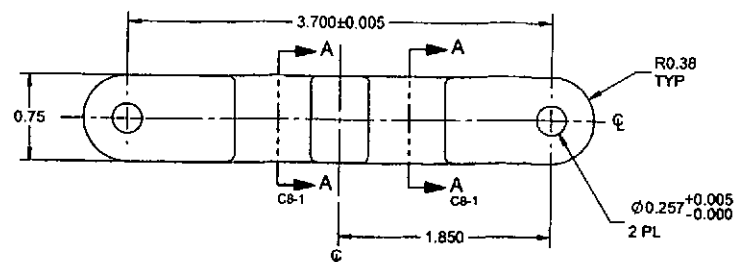 3.700±0.005
A
A
R0.38
TYP
0.75
℄
A
C8-1
A
C8-1
Ø0.257+0.005
-0.000
2 PL
1.850
℄